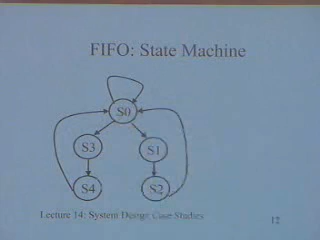 FIFO: State Machine
S0
S3
S1
S4
S2
Lecture 14: System Design Case Studies
12